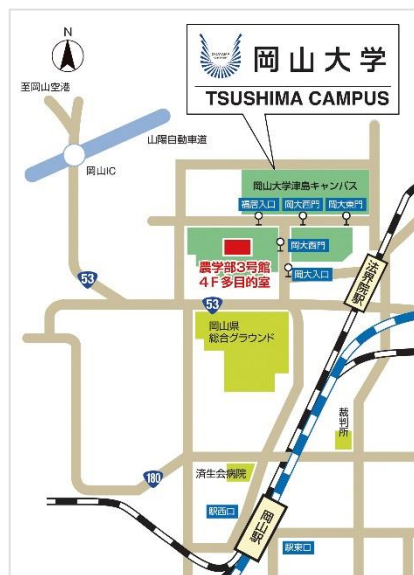 N
岡山大学
TSUSHIMA CAMPUS
至岡山空港
山陽自動車道
岡山IC
岡山大学津島キャンパス
福居入口
岡大西門
岡大東門
岡大西門
農学部3号館
4F多目的室
岡大入口
法界院駅
53
53
岡山県
総合グラウンド
裁判所
済生会病院
180
岡山駅
駅西口
駅東口